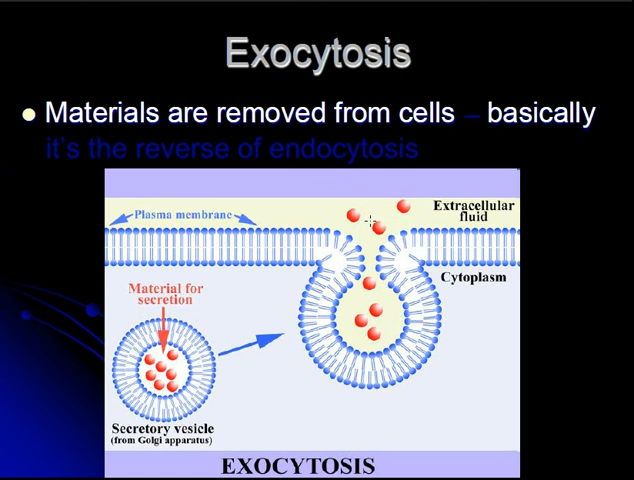 Exocytosis
Materials are removed from cells – basically
it's the reverse of endocytosis
Plasma membrane
Extracellular
fluid
Cytoplasm
Material for
secretion
Secretory vesicle
(from Golgi apparatus)
EXOCYTOSIS